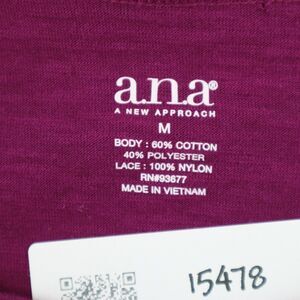 a.n.a®
A NEW APPROACH
M
BODY : 60% COTTON
40% POLYESTER
LACE : 100% NYLON
RN#93677
MADE IN VIETNAM
15478